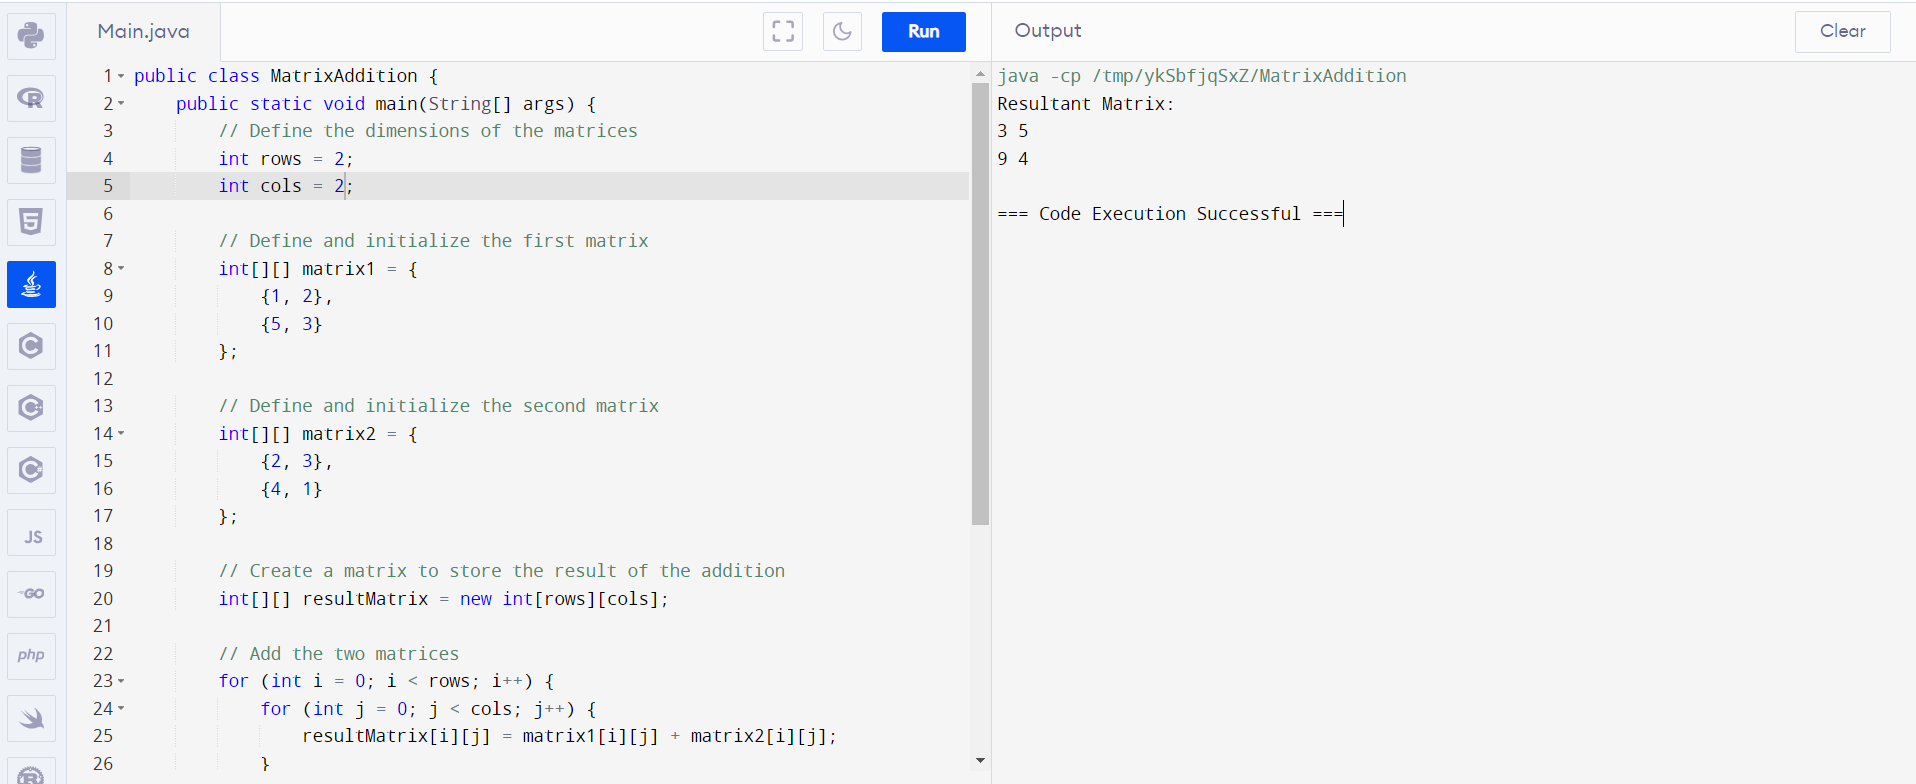 Main.java
Run
Output
Clear
1 public class MatrixAddition {
2 public static void main(String[] args) {
3 // Define the dimensions of the matrices
4 int rows = 2;
5 int cols = 2;
6
7 // Define and initialize the first matrix
8 int[][] matrix1 = {
9 {1, 2},
10 {5, 3}
11 };
12
13 // Define and initialize the second matrix
14 int[][] matrix2 = {
15 {2, 3},
16 {4, 1}
17 };
18
19 // Create a matrix to store the result of the addition
20 int[][] resultMatrix = new int[rows][cols];
21
22 // Add the two matrices
23 for (int i = 0; i < rows; i++) {
24 for (int j = 0; j < cols; j++) {
25 resultMatrix[i][j] = matrix1[i][j] + matrix2[i][j];
26 }
java -cp /tmp/ykSbfjqSxZ/MatrixAddition
Resultant Matrix:
3 5
9 4
=== Code Execution Successful ===
R
5
C
C
C
JS
GO
php
R